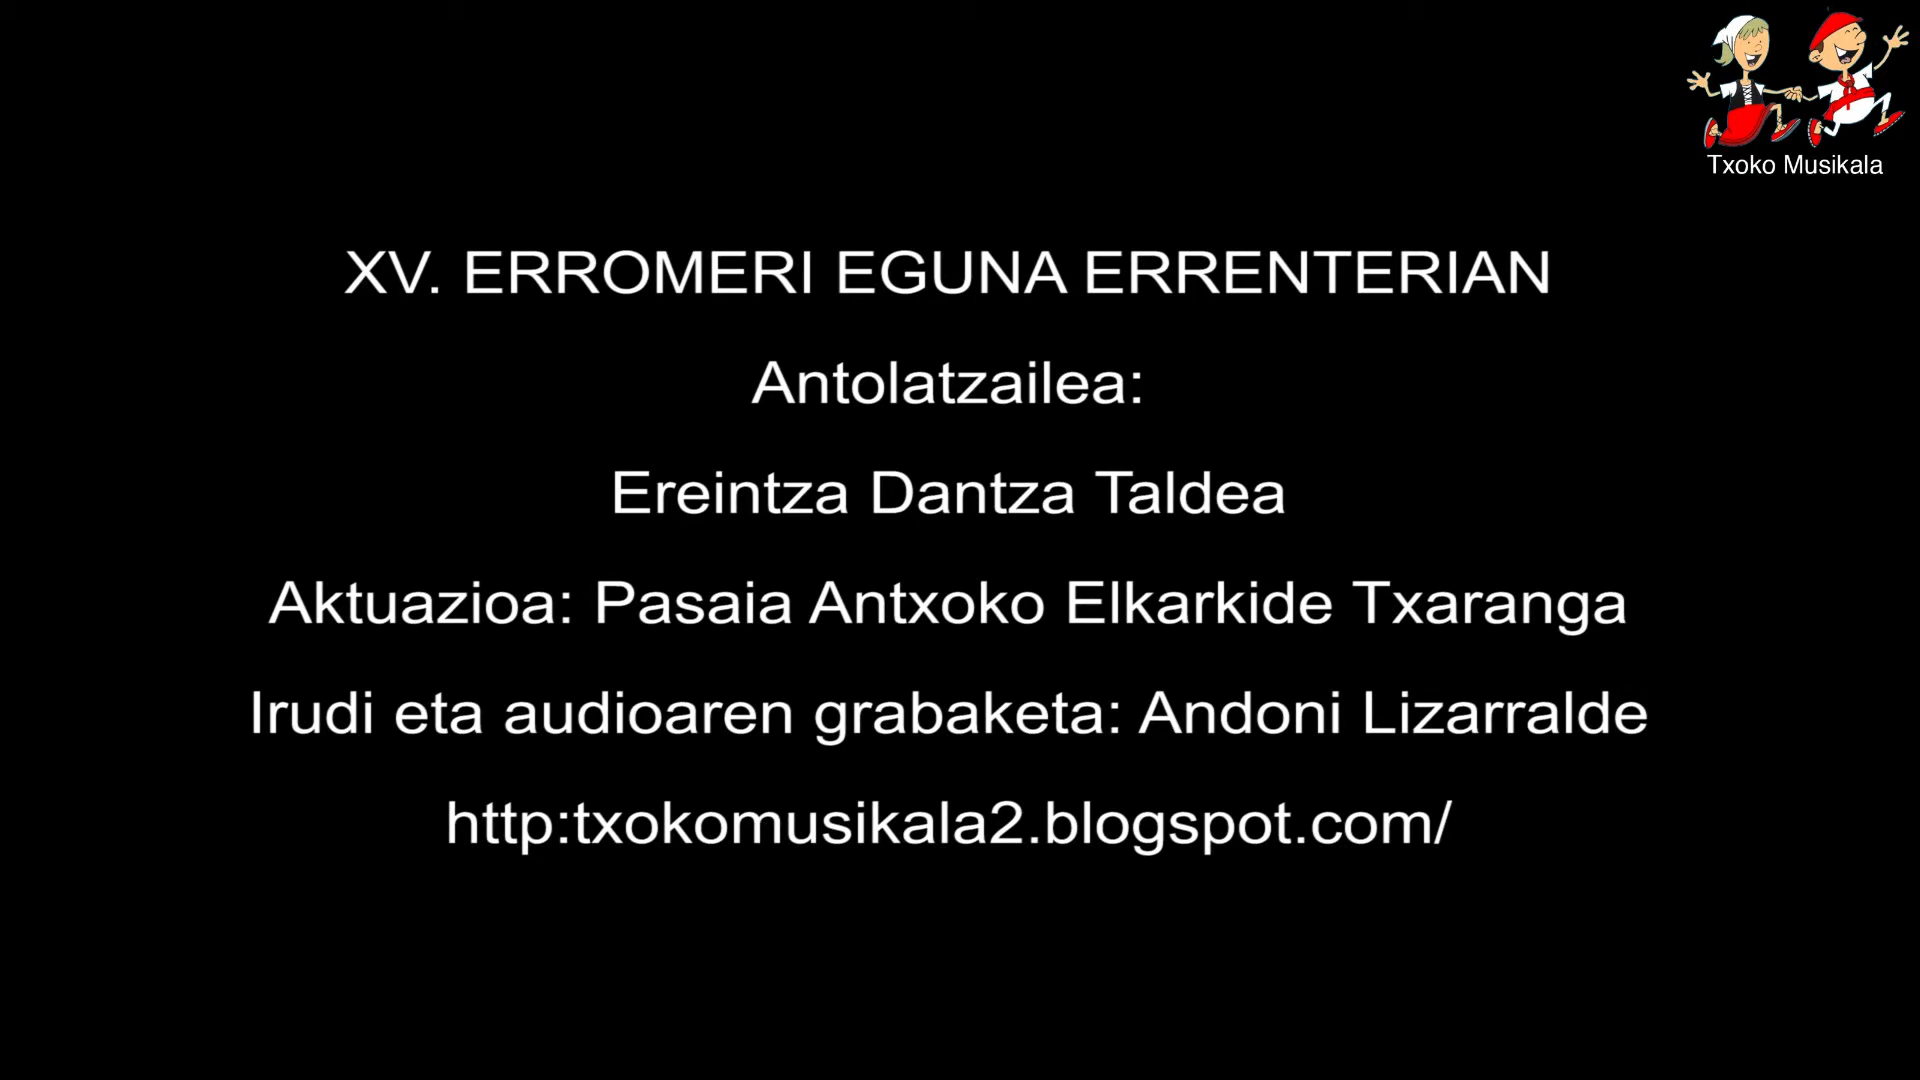 Txoko Musikala
XV. ERROMERI EGUNA ERRENTERIAN
Antolatzailea:
Ereintza Dantza Taldea
Aktuazioa: Pasaia Antxoko Elkarkide Txaranga
Irudi eta audioaren grabaketa: Andoni Lizarralde
http:txokomusikala2.blogspot.com/